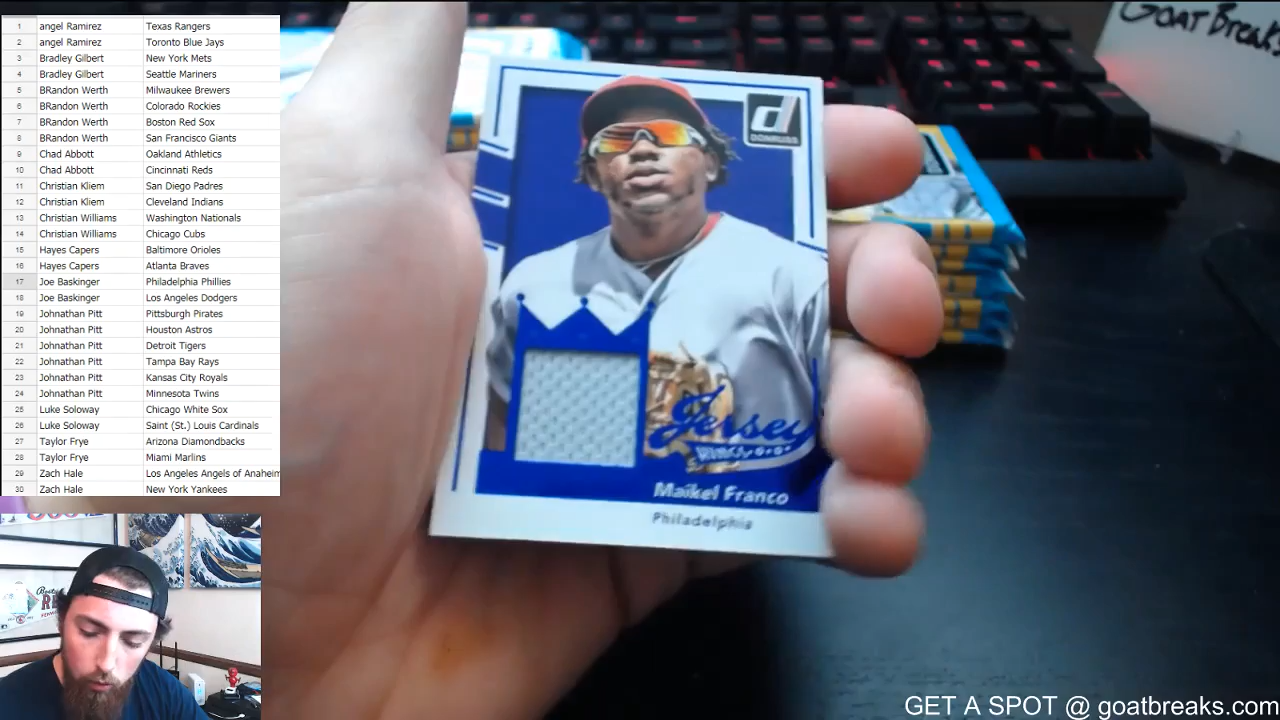 1 angel Ramirez Texas Rangers
2 angel Ramirez Toronto Blue Jays
3 Bradley Gilbert New York Mets
4 Bradley Gilbert Seattle Mariners
5 BRandon Werth Milwaukee Brewers
6 BRandon Werth Colorado Rockies
7 BRandon Werth Boston Red Sox
8 BRandon Werth San Francisco Giants
9 Chad Abbott Oakland Athletics
10 Chad Abbott Cincinnati Reds
11 Christian Kliem San Diego Padres
12 Christian Kliem Cleveland Indians
13 Christian Williams Washington Nationals
14 Christian Williams Chicago Cubs
15 Hayes Capers Baltimore Orioles
16 Hayes Capers Atlanta Braves
17 Joe Baskinger Philadelphia Phillies
18 Joe Baskinger Los Angeles Dodgers
19 Johnathan Pitt Pittsburgh Pirates
20 Johnathan Pitt Houston Astros
21 Johnathan Pitt Detroit Tigers
22 Johnathan Pitt Tampa Bay Rays
23 Johnathan Pitt Kansas City Royals
24 Johnathan Pitt Minnesota Twins
25 Luke Soloway Chicago White Sox
26 Luke Soloway Saint (St.) Louis Cardinals
27 Taylor Frye Arizona Diamondbacks
28 Taylor Frye Miami Marlins
29 Zach Hale Los Angeles Angels of Anaheim
30 Zach Hale New York Yankees
GOAT BReaks
d
DONRUSS
Jersey
KINGS
Maikel Franco
Philadelphia
GET A SPOT @ goatbreaks.com